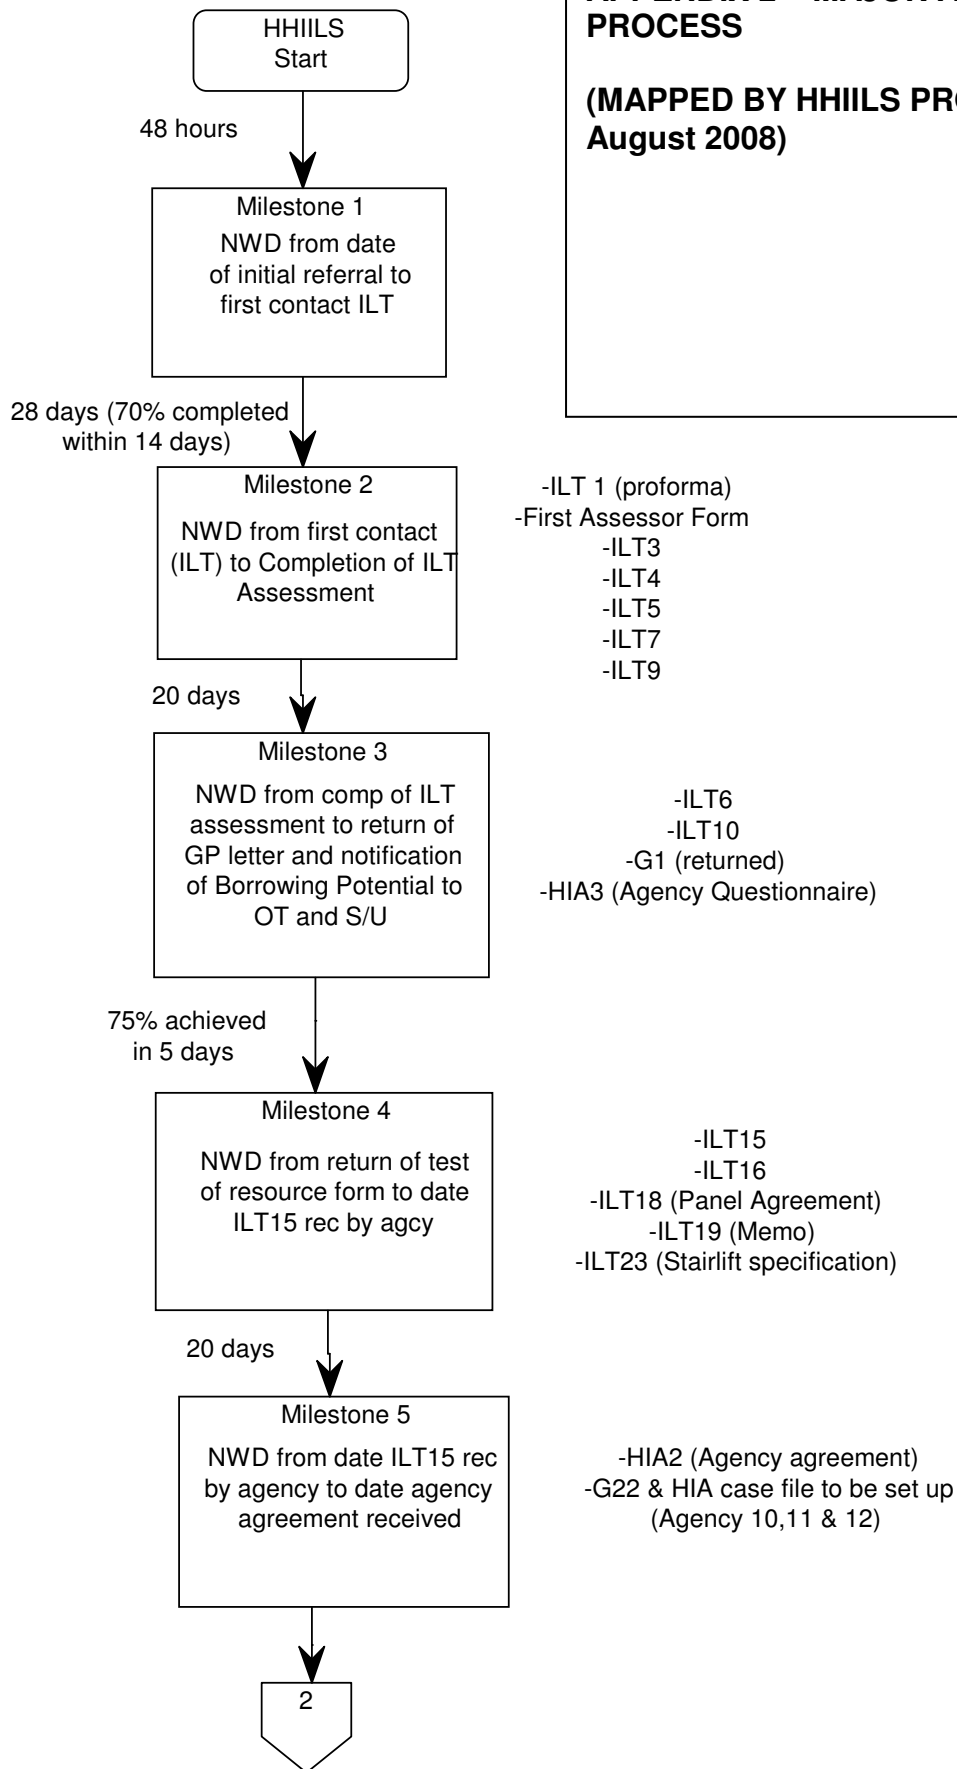 HHIILS
Start
PROCESS
(MAPPED BY HHIILS
August 2008)
48 hours
Milestone 1
NWD from date
of initial referral to
first contact ILT
28 days (70% completed
within 14 days)
Milestone 2
NWD from first contact
(ILT) to Completion of ILT
Assessment
-ILT 1 (proforma)
-First Assessor Form
-ILT3
-ILT4
-ILT5
-ILT7
-ILT9
20 days
Milestone 3
NWD from comp of ILT
assessment to return of
GP letter and notification
of Borrowing Potential to
OT and S/U
-ILT6
-ILT10
-G1 (returned)
-HIA3 (Agency Questionnaire)
75% achieved
in 5 days
Milestone 4
NWD from return of test
of resource form to date
ILT15 rec by agcy
-ILT15
-ILT16
-ILT18 (Panel Agreement)
-ILT19 (Memo)
-ILT23 (Stairlift specification)
20 days
Milestone 5
NWD from date ILT15 rec
by agency to date agency
agreement received
-HIA2 (Agency agreement)
-G22 & HIA case file to be set up
(Agency 10,11 & 12)
2